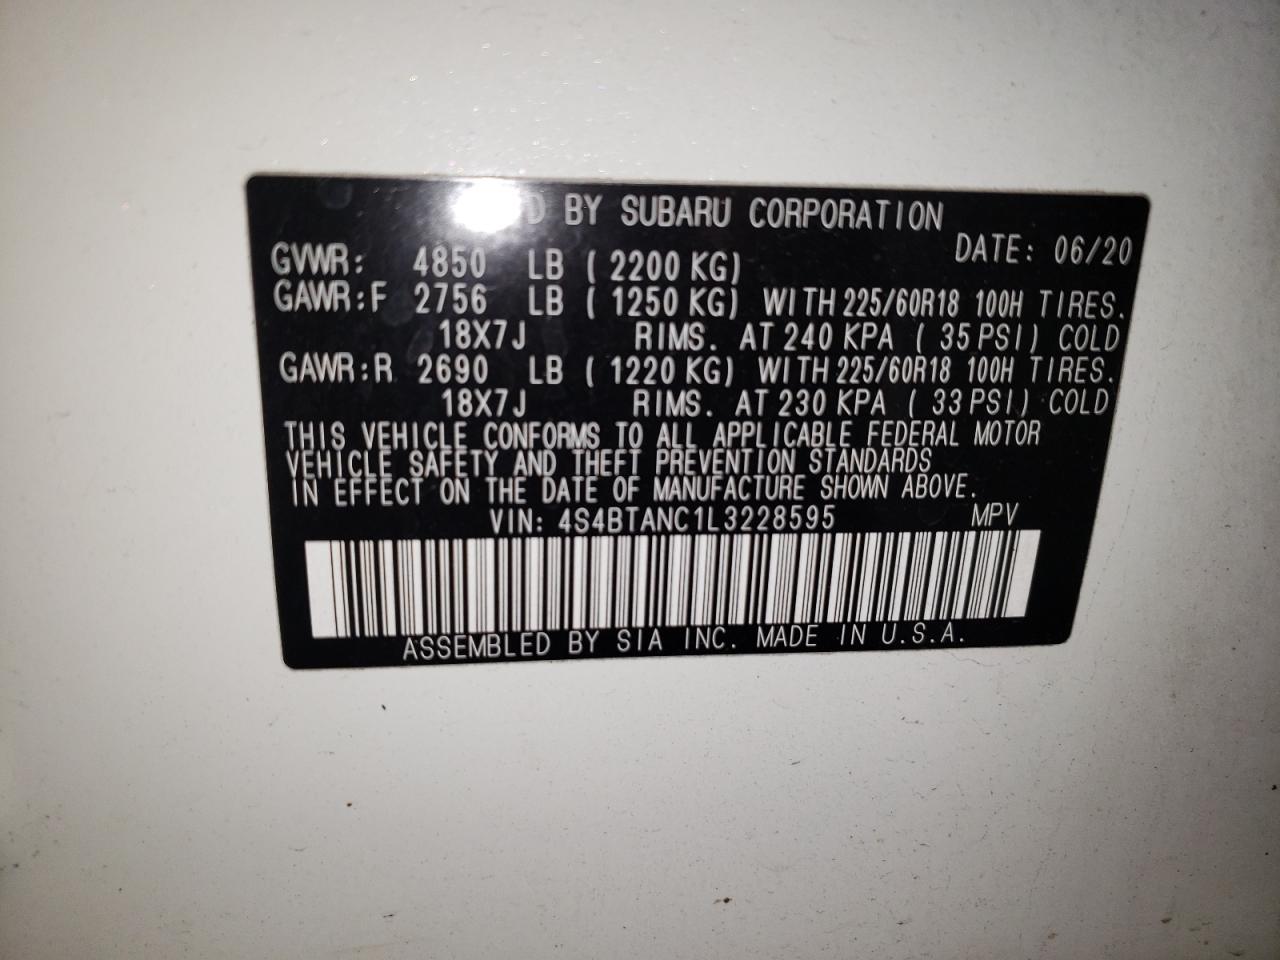 BY SUBARU CORPORATION
DATE: 06/20
GVWR: 4850 LB ( 2200 KG)
GAWR:F 2756 LB ( 1250 KG) WITH 225/60R18 100H TIRES.
18X7J RIMS. AT 240 KPA ( 35 PSI) COLD
GAWR:R 2690 LB ( 1220 KG) WITH 225/60R18 100H TIRES.
18X7J RIMS. AT 230 KPA ( 33 PSI) COLD
THIS VEHICLE CONFORMS TO ALL APPLICABLE FEDERAL MOTOR
VEHICLE SAFETY AND THEFT PREVENTION STANDARDS
IN EFFECT ON THE DATE OF MANUFACTURE SHOWN ABOVE.
VIN: 4S4BTANC1L3228595 MPV
ASSEMBLED BY SIA INC. MADE IN U.S.A.